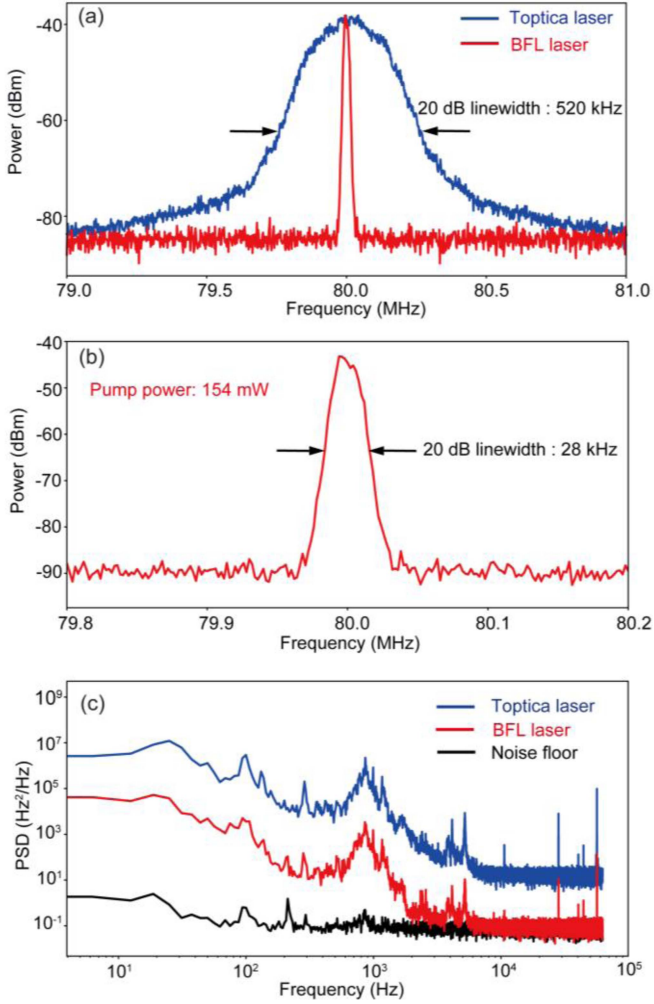 (a)
Toptica laser
BFL laser
20 dB linewidth : 520 kHz
-40
-60
-80
Power (dBm)
79.0 79.5 80.0 80.5 81.0
Frequency (MHz)
(b)
Pump power: 154 mW
20 dB linewidth : 28 kHz
-40
-50
-60
-70
-80
-90
Power (dBm)
79.8 79.9 80.0 80.1 80.2
Frequency (MHz)
(c)
Toptica laser
BFL laser
Noise floor
10⁹
10⁷
10⁵
10³
10¹
10⁻¹
PSD (Hz²/Hz)
10¹ 10² 10³ 10⁴ 10⁵
Frequency (Hz)